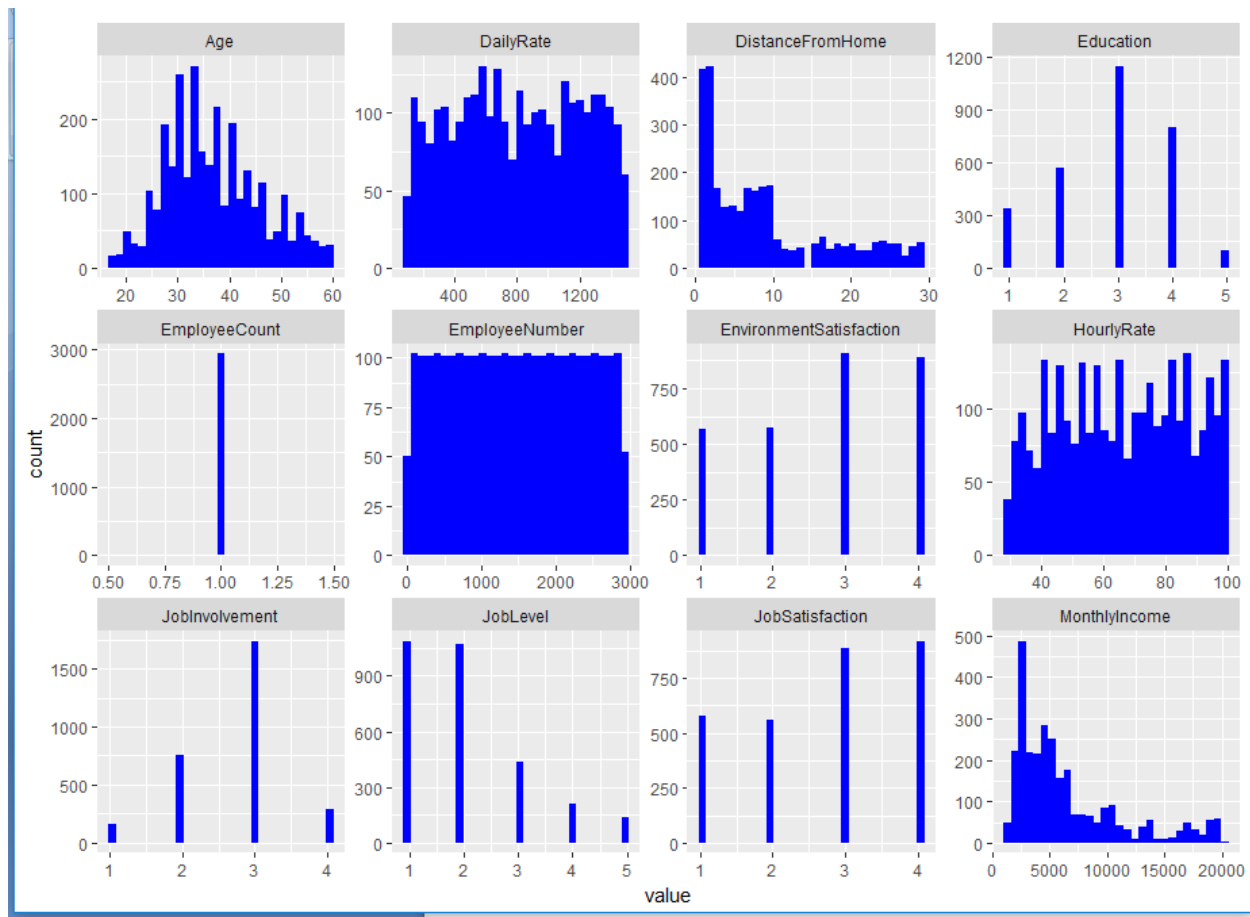 Age
DailyRate
DistanceFromHome
Education
200
100
0
20 30 40 50 60
100
50
0
400 800 1200
400
300
200
100
0
0 10 20 30
1200
900
600
300
0
1 2 3 4 5
EmployeeCount
EmployeeNumber
EnvironmentSatisfaction
HourlyRate
3000
2000
1000
0
0.50 0.75 1.00 1.25 1.50
100
75
50
25
0
0 1000 2000 3000
750
500
250
0
1 2 3 4
100
50
0
40 60 80 100
JobInvolvement
JobLevel
JobSatisfaction
MonthlyIncome
1500
1000
500
0
1 2 3 4
900
600
300
0
1 2 3 4 5
750
500
250
0
1 2 3 4
500
400
300
200
100
0
0 5000 10000 15000 20000
count
value